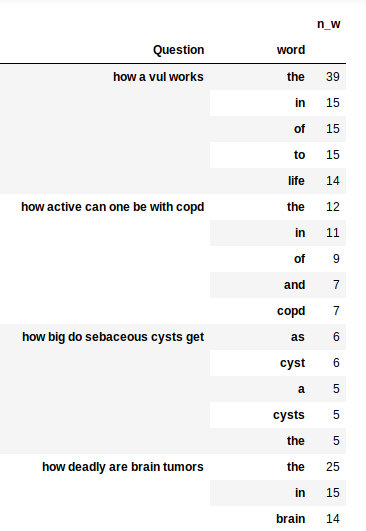 n_w
Question word
how a vul works the 39
in 15
of 15
to 15
life 14
how active can one be with copd the 12
in 11
of 9
and 7
copd 7
how big do sebaceous cysts get as 6
cyst 6
a 5
cysts 5
the 5
how deadly are brain tumors the 25
in 15
brain 14